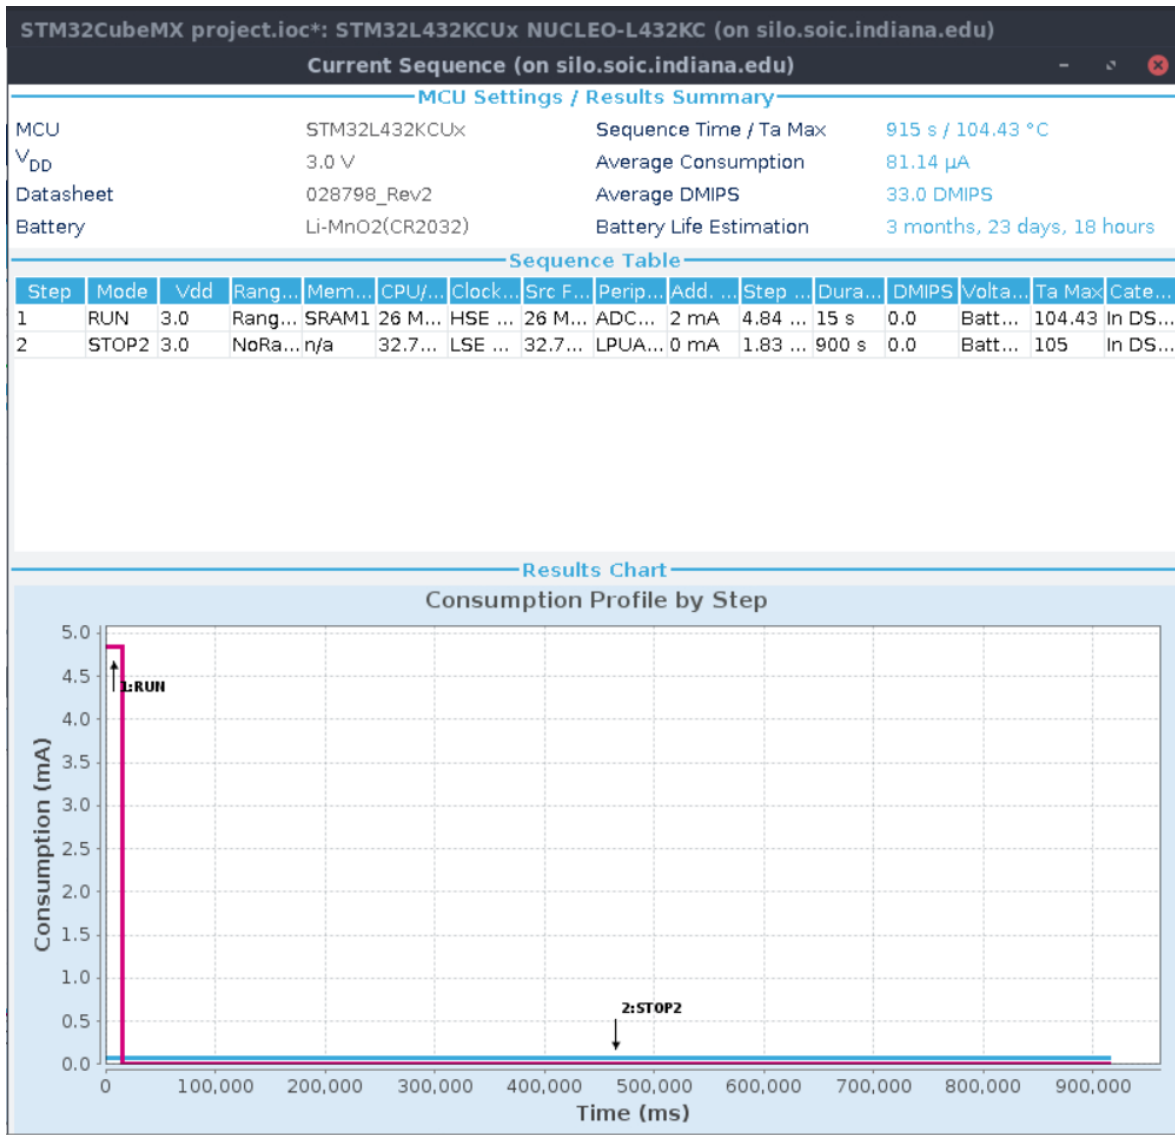 STM32CubeMX project.ioc*: STM32L432KCUx NUCLEO-L432KC (on silo.soic.indiana.edu)
Current Sequence (on silo.soic.indiana.edu)
MCU Settings / Results Summary
MCU STM32L432KCUx Sequence Time / Ta Max 915 s / 104.43 °C
VDD 3.0 V Average Consumption 81.14 µA
Datasheet 028798_Rev2 Average DMIPS 33.0 DMIPS
Battery Li-MnO2(CR2032) Battery Life Estimation 3 months, 23 days, 18 hours
Sequence Table
Step Mode Vdd Rang... Mem... CPU/... Clock... Src F... Perip... Add. ... Step ... Dura... DMIPS Volta... Ta Max Cate...
1 RUN 3.0 Rang... SRAM1 26 M... HSE ... 26 M... ADC... 2 mA 4.84 ... 15 s 0.0 Batt... 104.43 In DS...
2 STOP2 3.0 NoRa... n/a 32.7... LSE ... 32.7... LPUA... 0 mA 1.83 ... 900 s 0.0 Batt... 105 In DS...
Results Chart
Consumption Profile by Step
Consumption (mA)
5.0
4.5
4.0
3.5
3.0
2.5
2.0
1.5
1.0
0.5
0.0
1:RUN
2:STOP2
0 100,000 200,000 300,000 400,000 500,000 600,000 700,000 800,000 900,000
Time (ms)